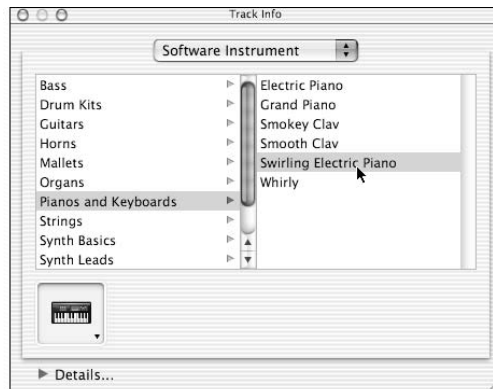 Track Info
Software Instrument
Bass
Drum Kits
Guitars
Horns
Mallets
Organs
Pianos and Keyboards
Strings
Synth Basics
Synth Leads
Electric Piano
Grand Piano
Smokey Clav
Smooth Clav
Swirling Electric Piano
Whirly
Details...